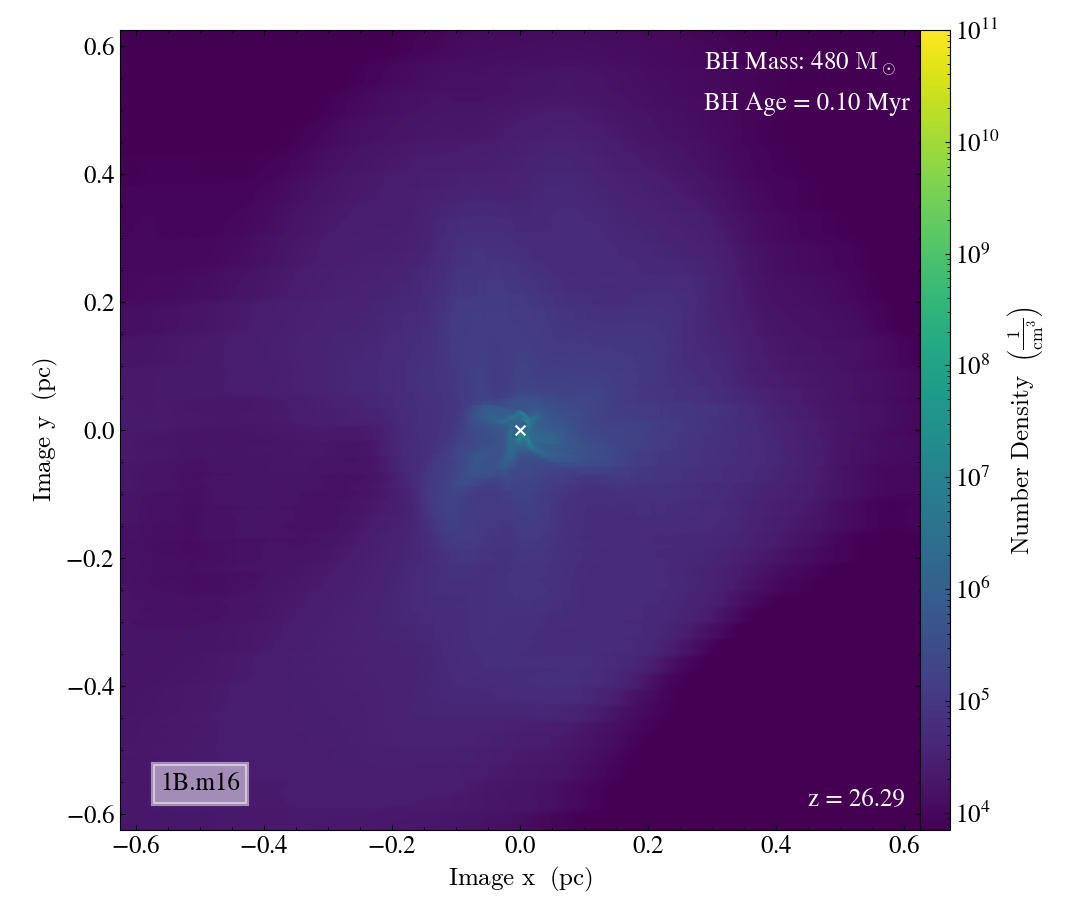 BH Mass: 480 M⊙
BH Age = 0.10 Myr
1B.m16
z = 26.29
0.6
0.4
0.2
0.0
−0.2
−0.4
−0.6
Image y (pc)
−0.6 −0.4 −0.2 0.0 0.2 0.4 0.6
Image x (pc)
10¹¹
10¹⁰
10⁹
10⁸
10⁷
10⁶
10⁵
10⁴
Number Density (1/cm³)